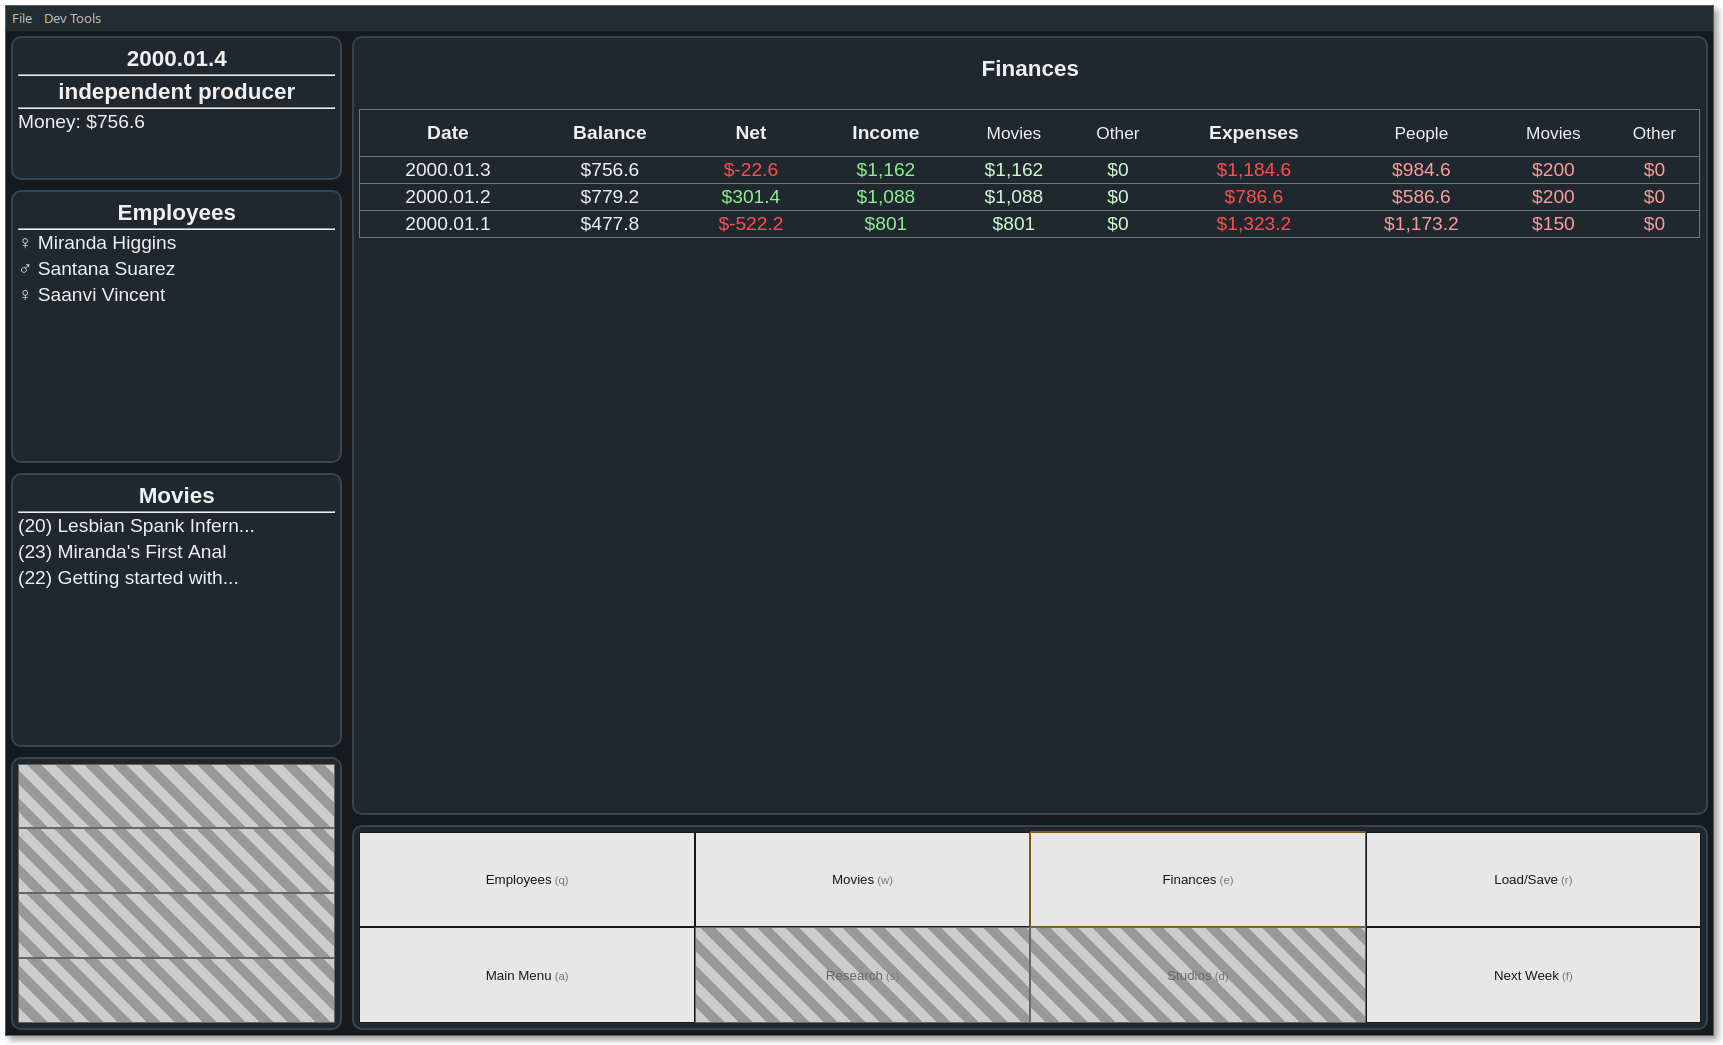 File Dev Tools
2000.01.4
independent producer
Money: $756.6
Employees
♀ Miranda Higgins
♂ Santana Suarez
♀ Saanvi Vincent
Movies
(20) Lesbian Spank Infern...
(23) Miranda's First Anal
(22) Getting started with...
Finances
Date Balance Net Income Movies Other Expenses People Movies Other
2000.01.3 $756.6 $-22.6 $1,162 $1,162 $0 $1,184.6 $984.6 $200 $0
2000.01.2 $779.2 $301.4 $1,088 $1,088 $0 $786.6 $586.6 $200 $0
2000.01.1 $477.8 $-522.2 $801 $801 $0 $1,323.2 $1,173.2 $150 $0
Employees (q) Movies (w) Finances (e) Load/Save (r)
Main Menu (a) Research (s) Studios (d) Next Week (f)